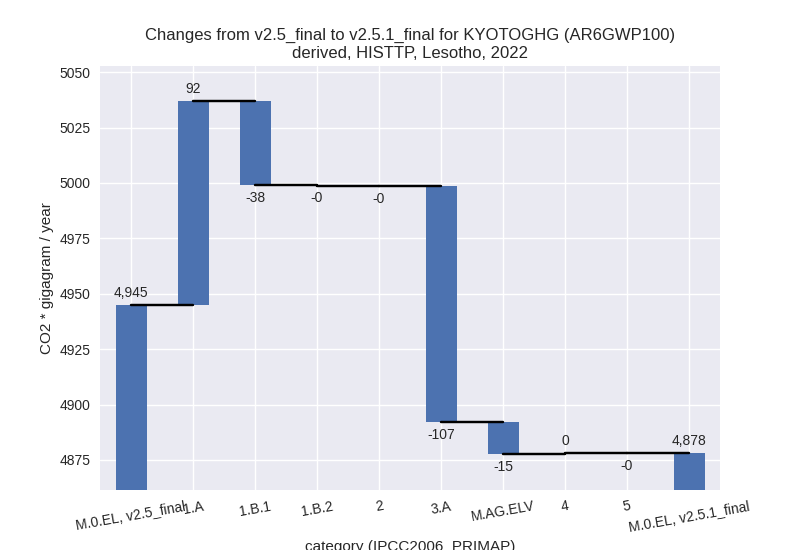 Changes from v2.5_final to v2.5.1_final for KYOTOGHG (AR6GWP100)
derived, HISTTP, Lesotho, 2022
CO2 * gigagram / year
5050
5025
5000
4975
4950
4925
4900
4875
4,945
92
-38
-0
-0
-107
-15
0
-0
4,878
M.0.EL, v2.5_final
1.A
1.B.1
1.B.2
2
3.A
M.AG.ELV
4
5
M.0.EL, v2.5.1_final
category (IPCC2006_PRIMAP)